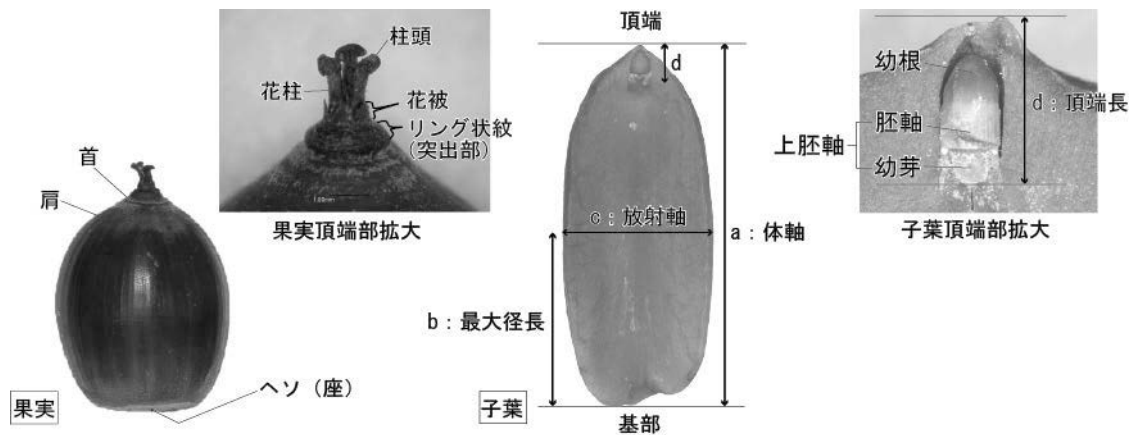 首
肩
ヘソ（座）
果実
柱頭
花柱
花被
リング状紋
(突出部)
1.00mm
果実頂端部拡大
頂端
d
c：放射軸
a：体軸
b：最大径長
子葉
基部
幼根
d：頂端長
胚軸
上胚軸
幼芽
子葉頂端部拡大